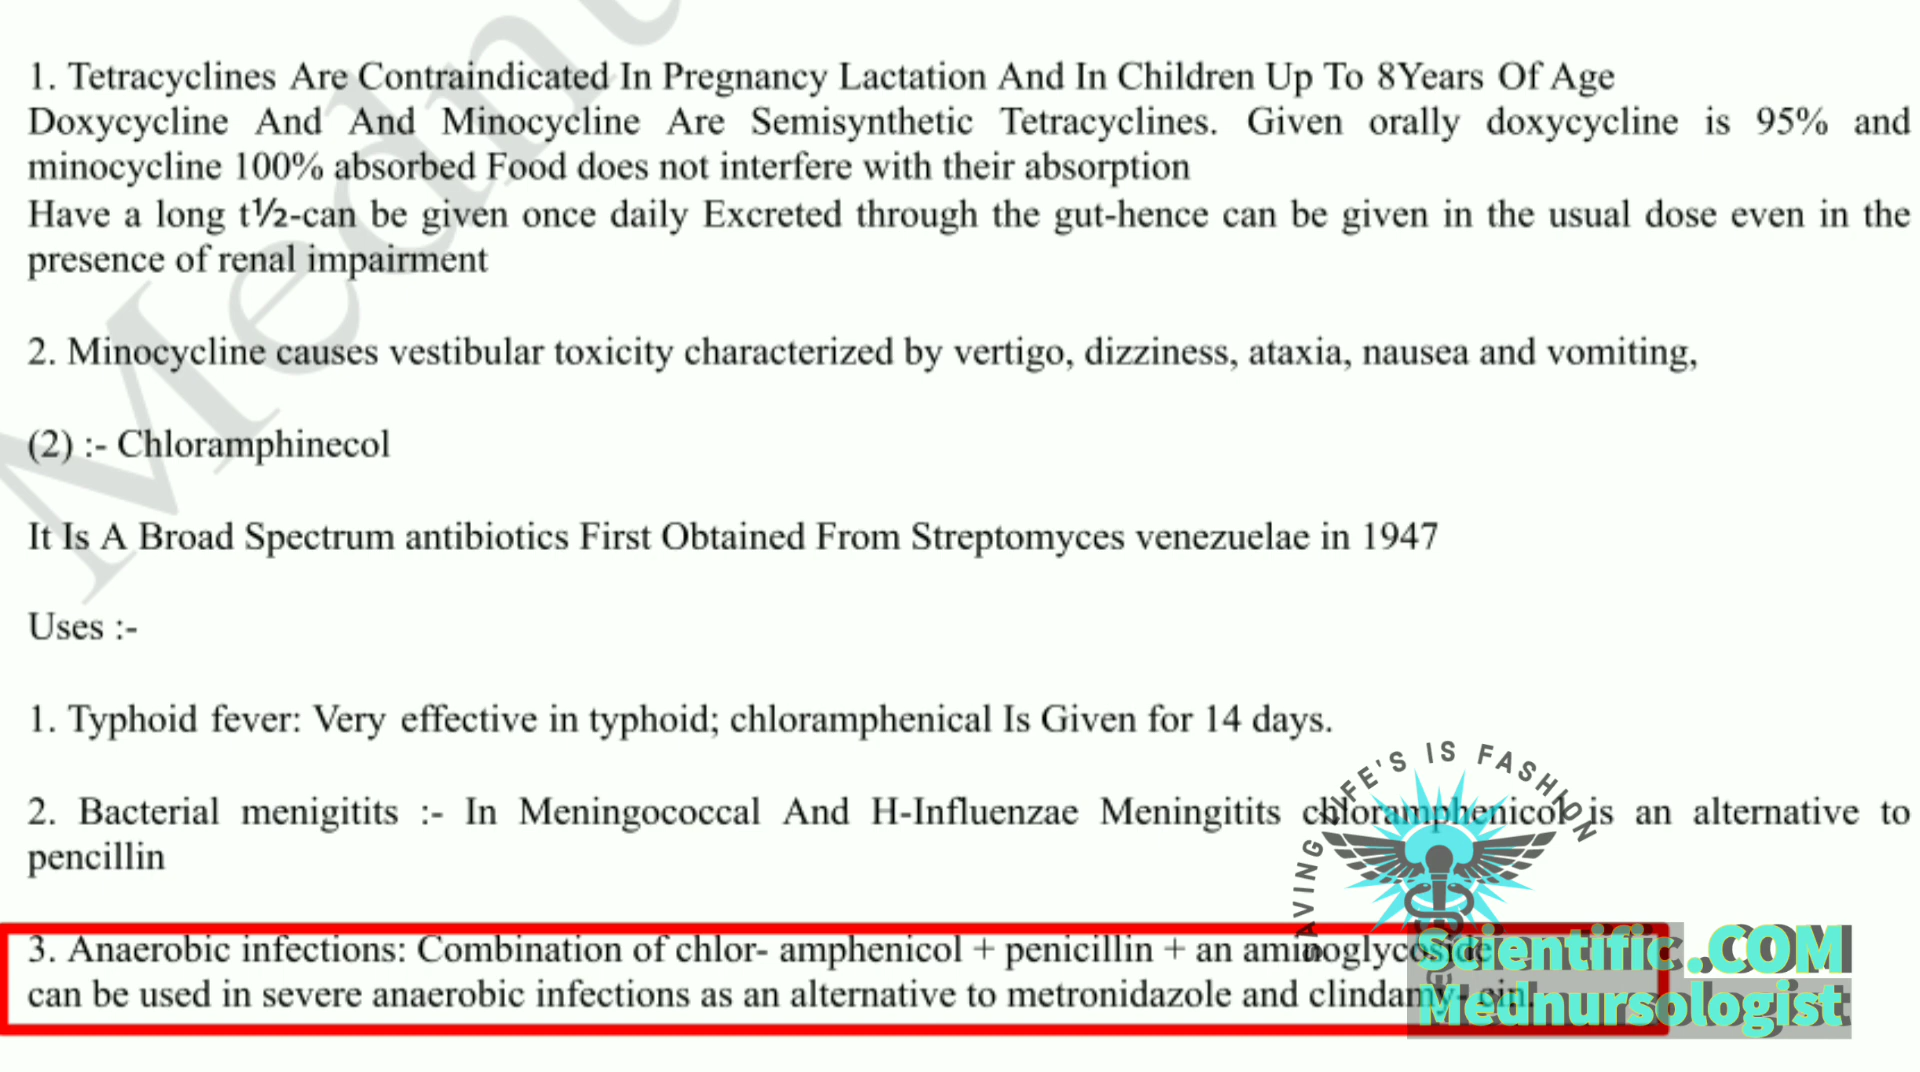 1. Tetracyclines Are Contraindicated In Pregnancy Lactation And In Children Up To 8Years Of Age
Doxycycline And And Minocycline Are Semisynthetic Tetracyclines. Given orally doxycycline is 95% and
minocycline 100% absorbed Food does not interfere with their absorption
Have a long t½-can be given once daily Excreted through the gut-hence can be given in the usual dose even in the
presence of renal impairment
2. Minocycline causes vestibular toxicity characterized by vertigo, dizziness, ataxia, nausea and vomiting,
(2) :- Chloramphinecol
It Is A Broad Spectrum antibiotics First Obtained From Streptomyces venezuelae in 1947
Uses :-
1. Typhoid fever: Very effective in typhoid; chloramphenical Is Given for 14 days.
2. Bacterial menigitits :- In Meningococcal And H-Influenzae Meningitits chloramphenicol is an alternative to
pencillin
3. Anaerobic infections: Combination of chlor- amphenicol + penicillin + an aminoglycoside
can be used in severe anaerobic infections as an alternative to metronidazole and clindamy- cin.
SAVING LIFE'S IS FASHION
Scientific .COM
Mednursologist